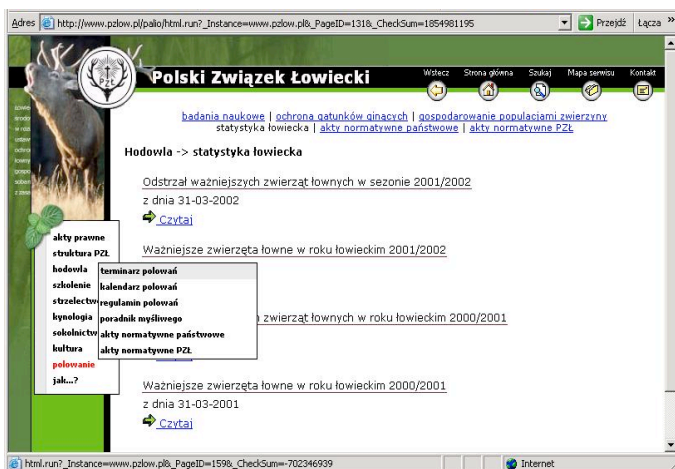 Adres http://www.pzlow.pl/palio/html.run?_Instance=www.pzlow.pl&_PageID=131&_CheckSum=1854981195 Przejdź Łącza »
PZŁ
Polski Związek Łowiecki
Wstecz Strona główna Szukaj Mapa serwisu Kontakt
badania naukowe | ochrona gatunków ginących | gospodarowanie populacjami zwierzyny
statystyka łowiecka | akty normatywne państwowe | akty normatywne PZŁ
Hodowla -> statystyka łowiecka
Odstrzał ważniejszych zwierząt łownych w sezonie 2001/2002
z dnia 31-03-2002
Czytaj
Ważniejsze zwierzęta łowne w roku łowieckim 2001/2002
zwierząt łownych w roku łowieckim 2000/2001
Ważniejsze zwierzęta łowne w roku łowieckim 2000/2001
z dnia 31-03-2001
Czytaj
akty prawne
struktura PZŁ
hodowla
szkolenie
strzelectw
kynologia
sokolnictw
kultura
polowanie
jak...?
terminarz polowań
kalendarz polowań
regulamin polowań
poradnik myśliwego
akty normatywne państwowe
akty normatywne PZŁ
html.run?_Instance=www.pzlow.pl&_PageID=159&_CheckSum=-702346939 Internet